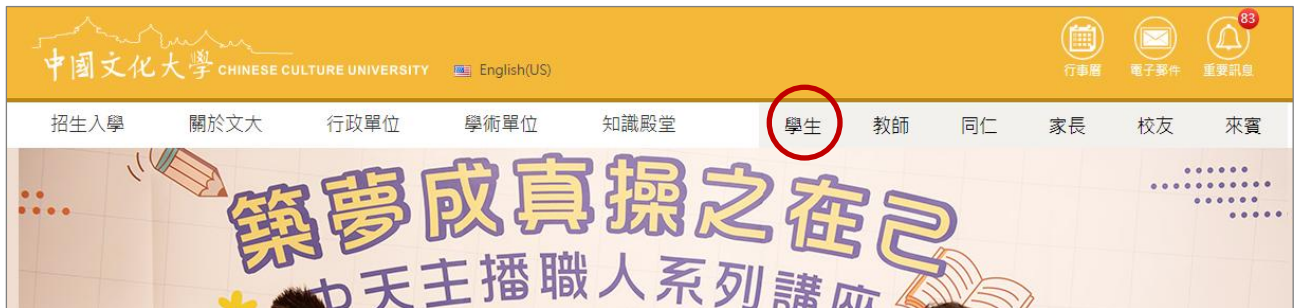 中國文化大學 CHINESE CULTURE UNIVERSITY English(US)
83
行事曆 電子郵件 重要訊息
招生入學 關於文大 行政單位 學術單位 知識殿堂 學生 教師 同仁 家長 校友 來賓
築夢成真操之在己
中天主播職人系列講座